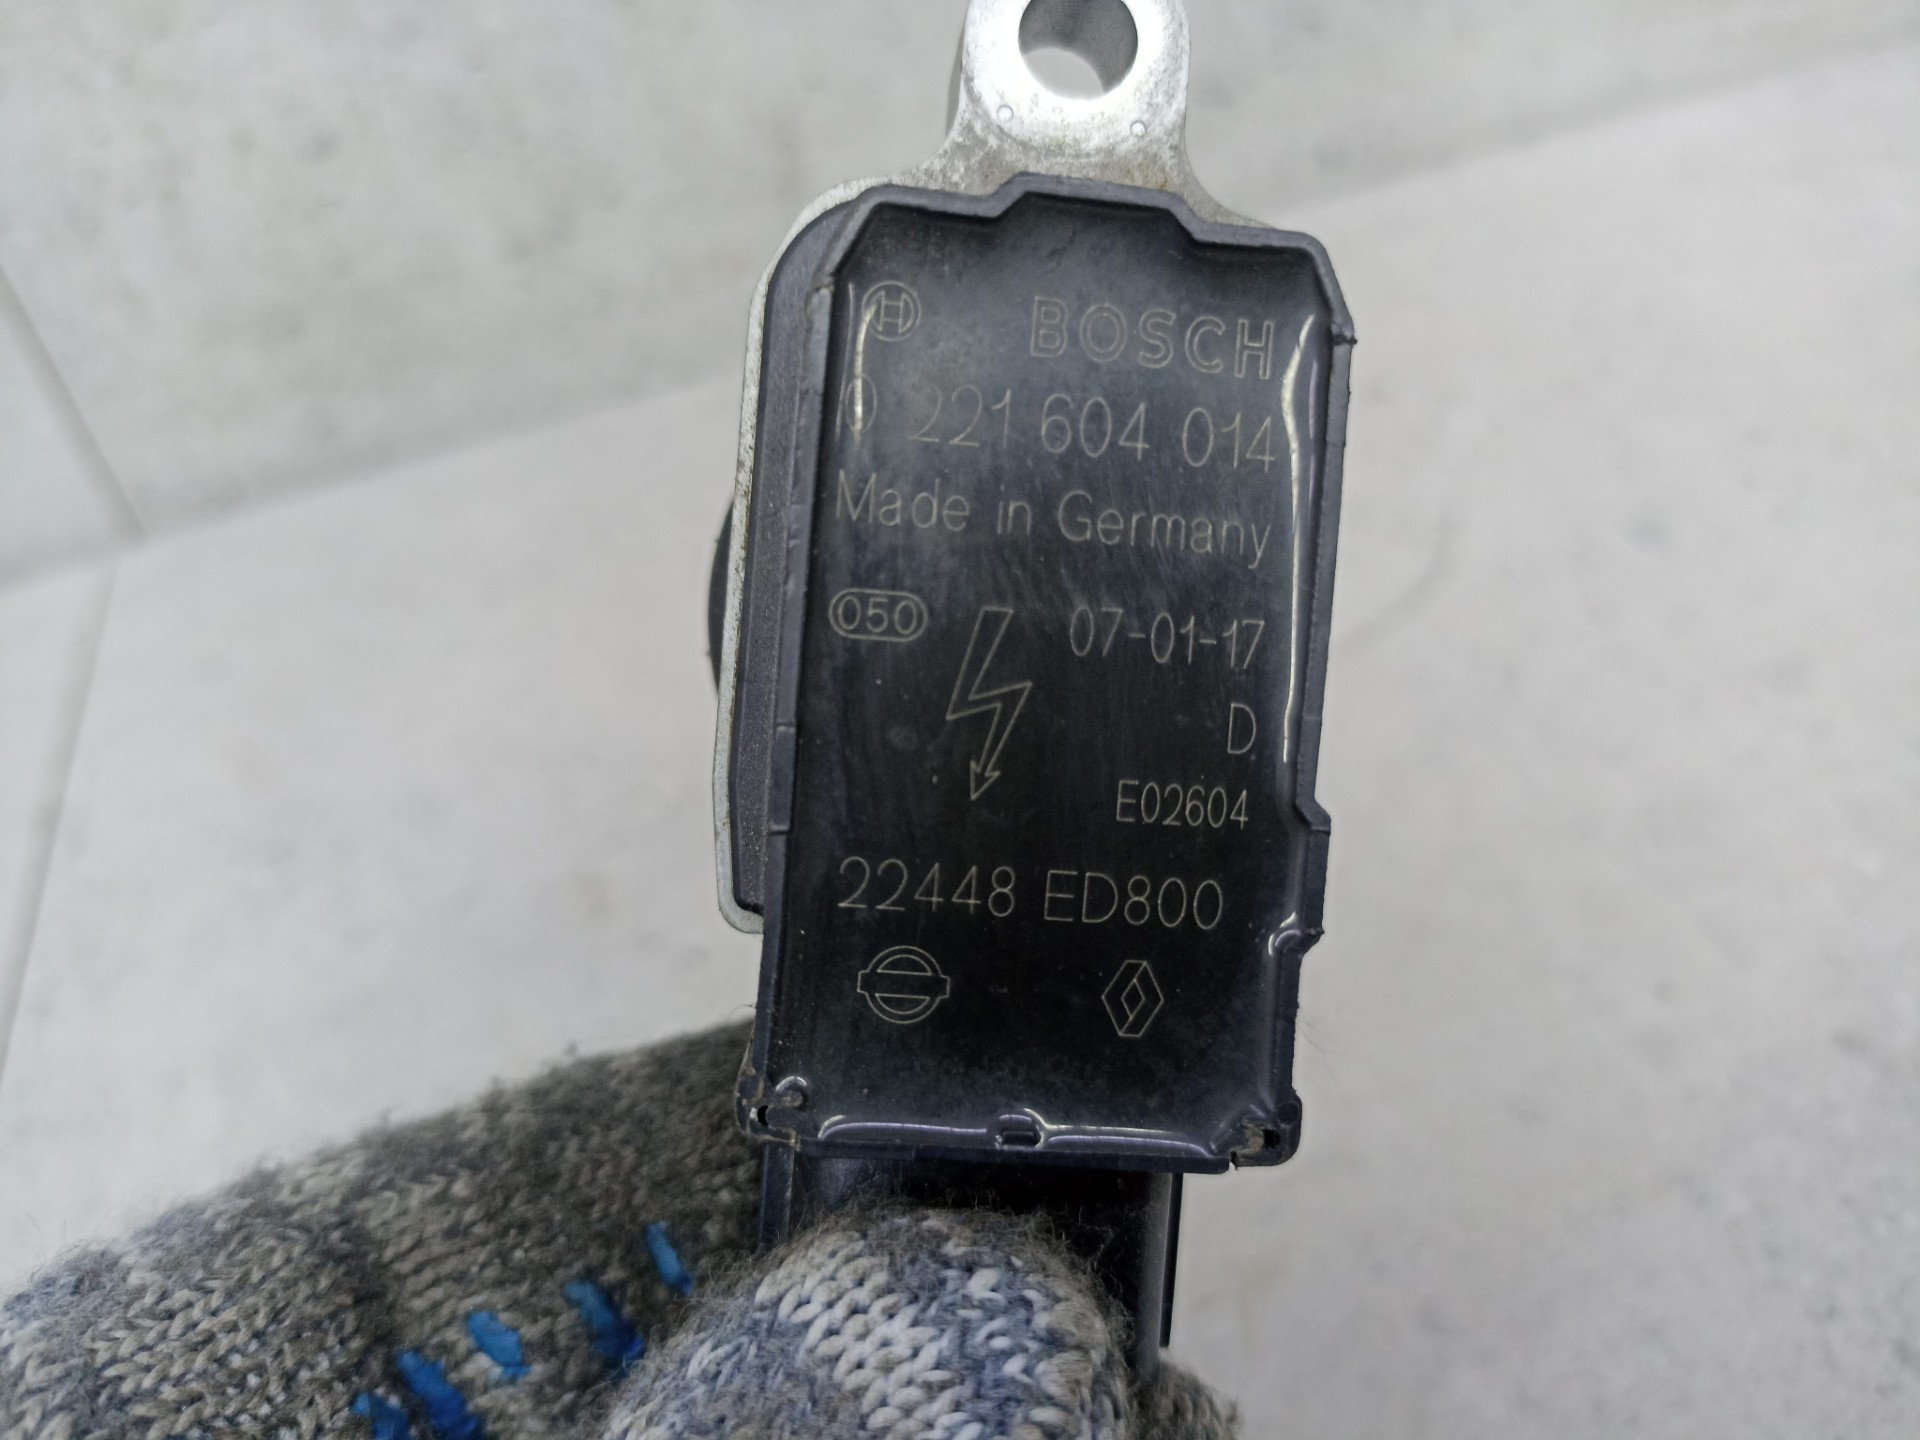 BOSCH
0 221 604 014
Made in Germany
050 07-01-17
D
E02604
22448 ED800